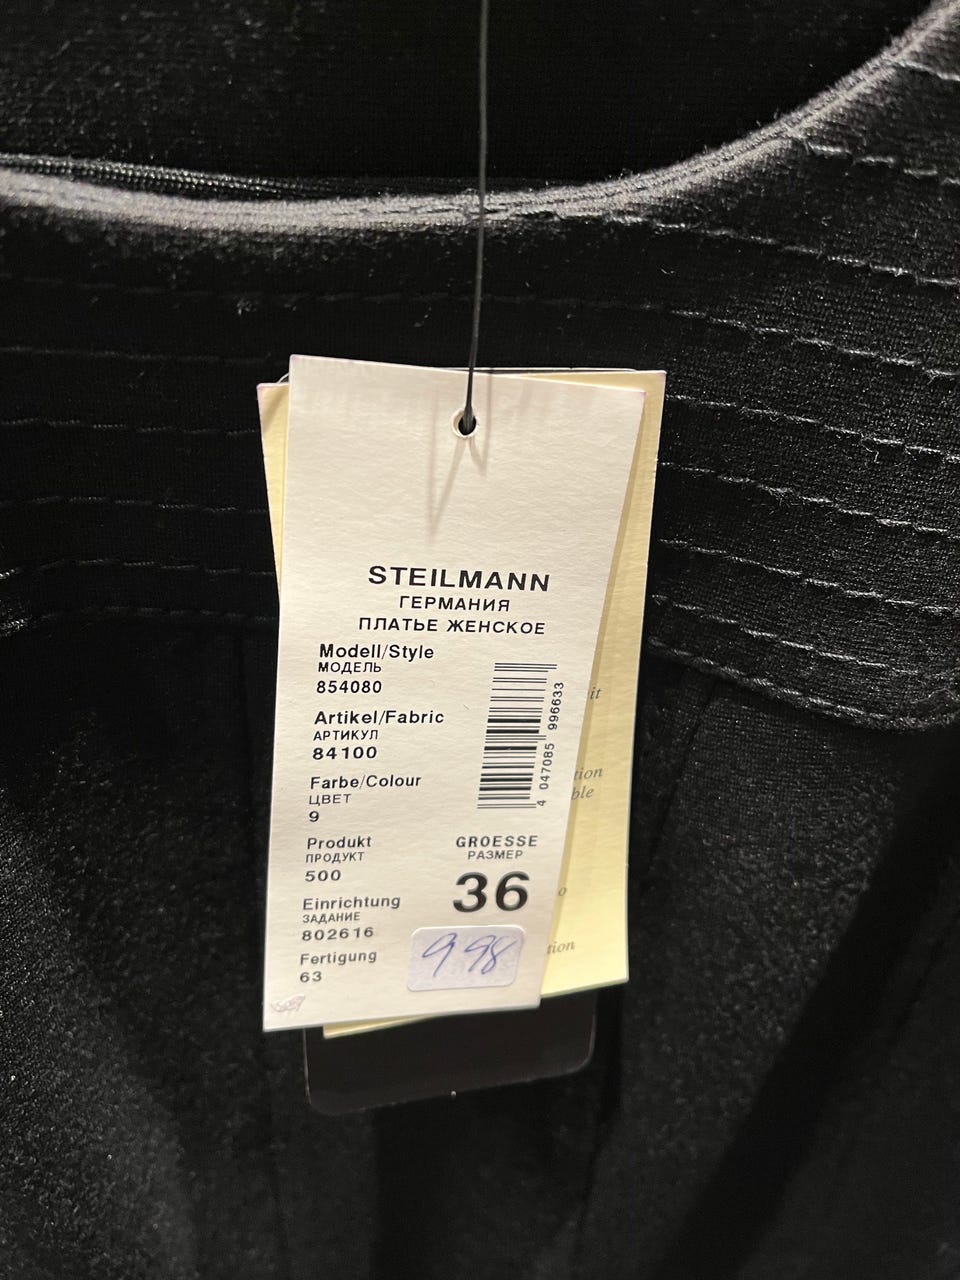 STEILMANN
ГЕРМАНИЯ
ПЛАТЬЕ ЖЕНСКОЕ
Modell/Style
МОДЕЛЬ
854080
Artikel/Fabric
АРТИКУЛ
84100
Farbe/Colour
ЦВЕТ
9
Produkt
ПРОДУКТ
500
Einrichtung
ЗАДАНИЕ
802616
Fertigung
63
4 047085 996633
GROESSE
РАЗМЕР
36
998